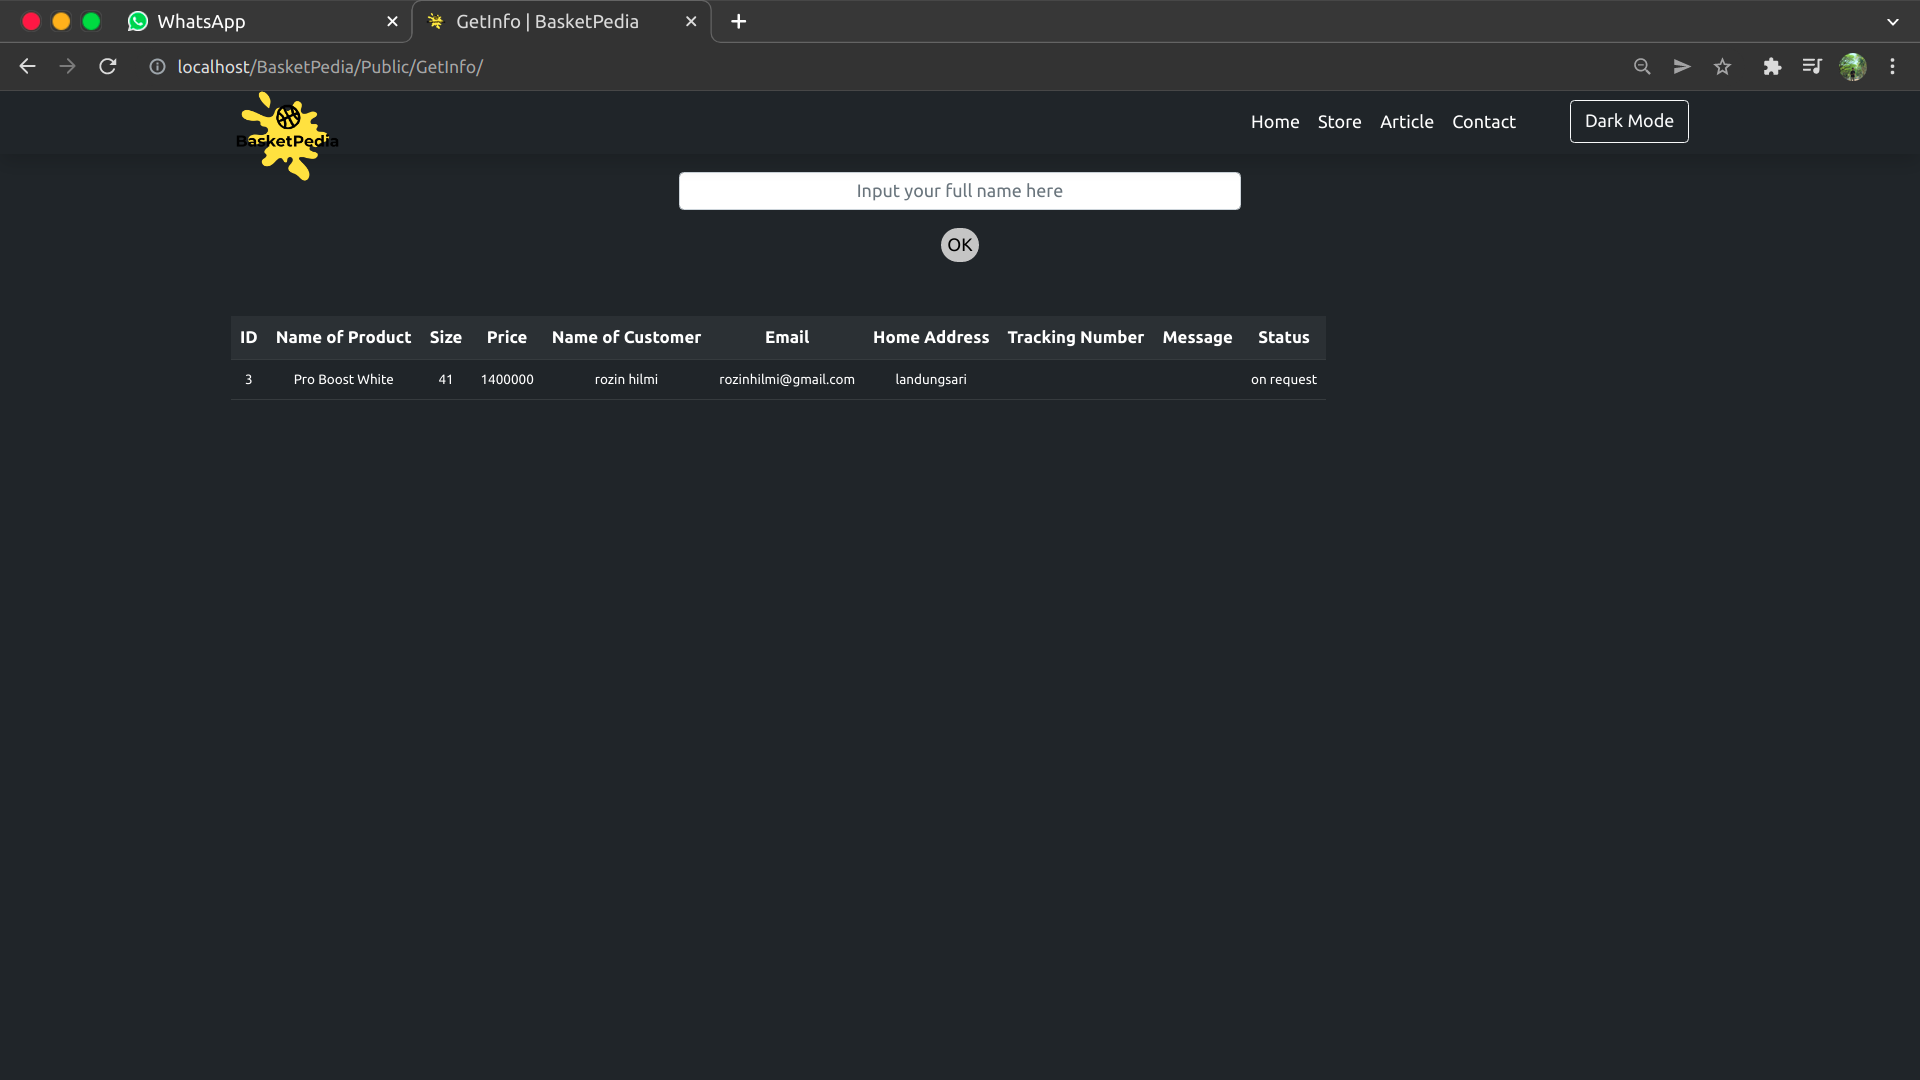 WhatsApp
GetInfo | BasketPedia
localhost/BasketPedia/Public/GetInfo/
BasketPedia
Home Store Article Contact Dark Mode
Input your full name here
OK
ID Name of Product Size Price Name of Customer Email Home Address Tracking Number Message Status
3 Pro Boost White 41 1400000 rozin hilmi rozinhilmi@gmail.com landungsari on request